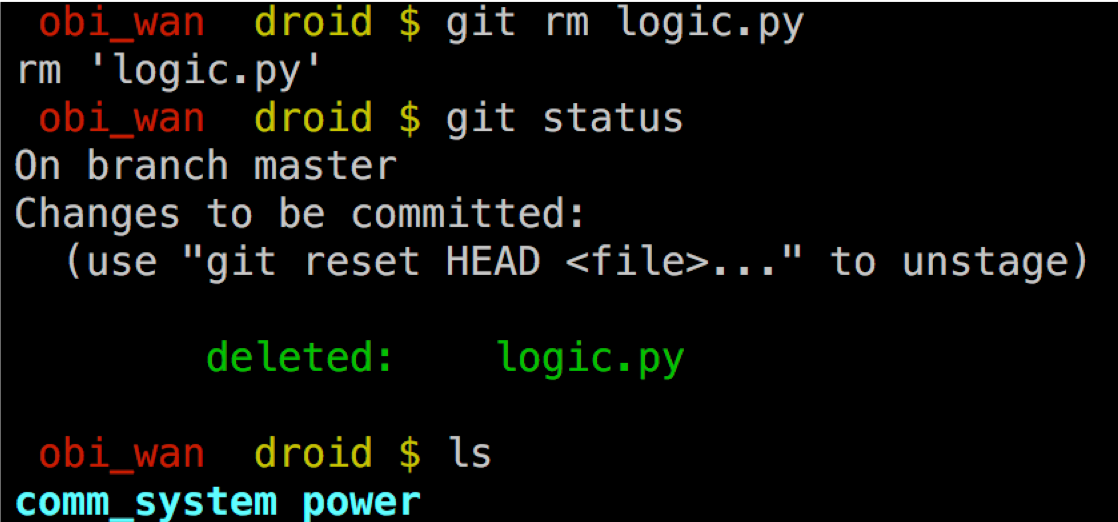 obi_wan droid $ git rm logic.py
rm 'logic.py'
obi_wan droid $ git status
On branch master
Changes to be committed:
(use "git reset HEAD <file>..." to unstage)
deleted: logic.py
obi_wan droid $ ls
comm_system power